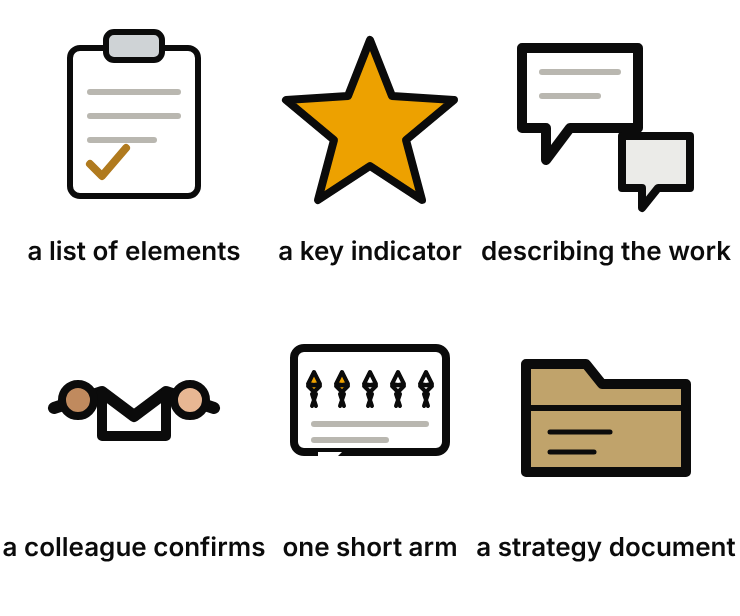 a list of elements
a key indicator
describing the work
a colleague confirms
one short arm
a strategy document